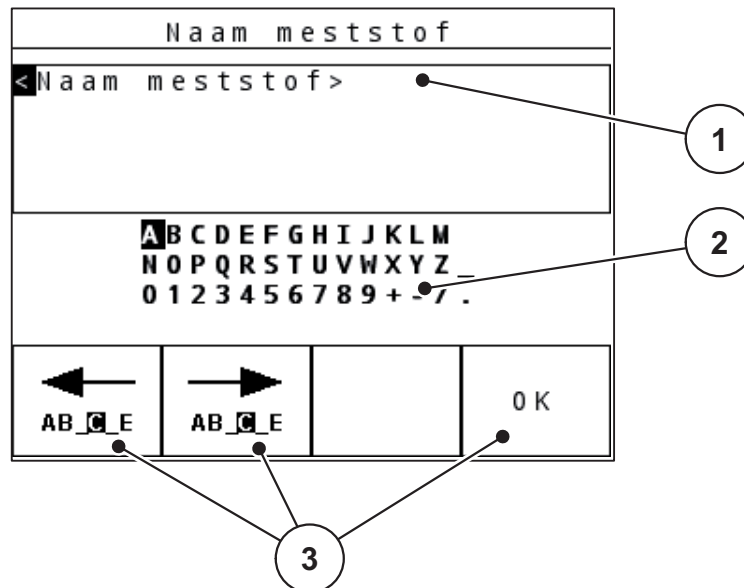 Naam meststof
<Naam meststof>
1
ABCDEFGHIJKLM
2
NOPQRSTUVWXYZ_
0123456789+-/.
AB_C_E
AB_C_E
OK
3